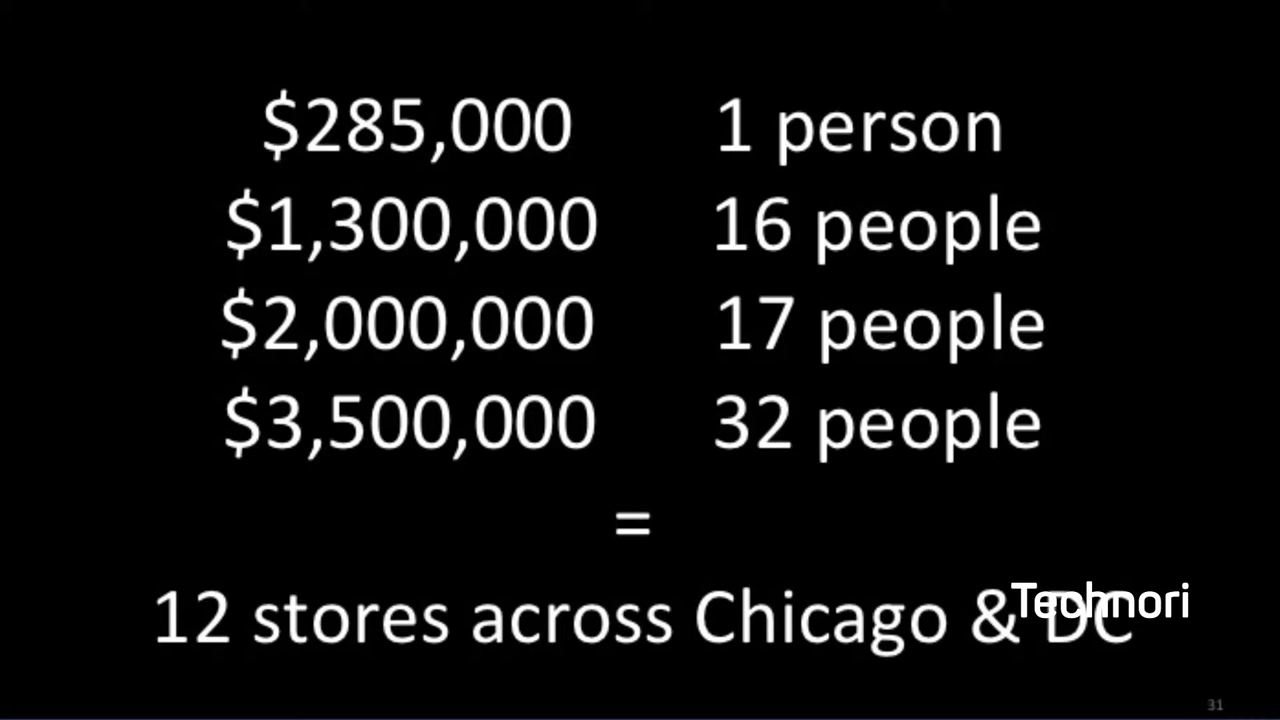 $285,000 1 person
$1,300,000 16 people
$2,000,000 17 people
$3,500,000 32 people
=
12 stores across Chicago & DC
Technori
31